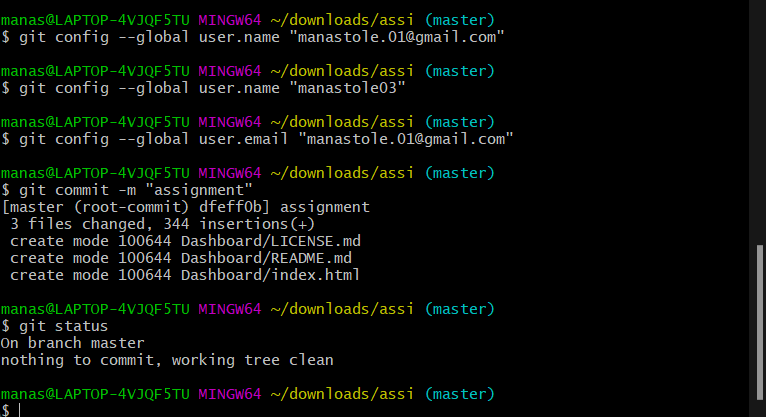 manas@LAPTOP-4VJQF5TU MINGW64 ~/downloads/assi (master)
$ git config --global user.name "manastole.01@gmail.com"
manas@LAPTOP-4VJQF5TU MINGW64 ~/downloads/assi (master)
$ git config --global user.name "manastole03"
manas@LAPTOP-4VJQF5TU MINGW64 ~/downloads/assi (master)
$ git config --global user.email "manastole.01@gmail.com"
manas@LAPTOP-4VJQF5TU MINGW64 ~/downloads/assi (master)
$ git commit -m "assignment"
[master (root-commit) dfeff0b] assignment
 3 files changed, 344 insertions(+)
 create mode 100644 Dashboard/LICENSE.md
 create mode 100644 Dashboard/README.md
 create mode 100644 Dashboard/index.html
manas@LAPTOP-4VJQF5TU MINGW64 ~/downloads/assi (master)
$ git status
On branch master
nothing to commit, working tree clean
manas@LAPTOP-4VJQF5TU MINGW64 ~/downloads/assi (master)
$